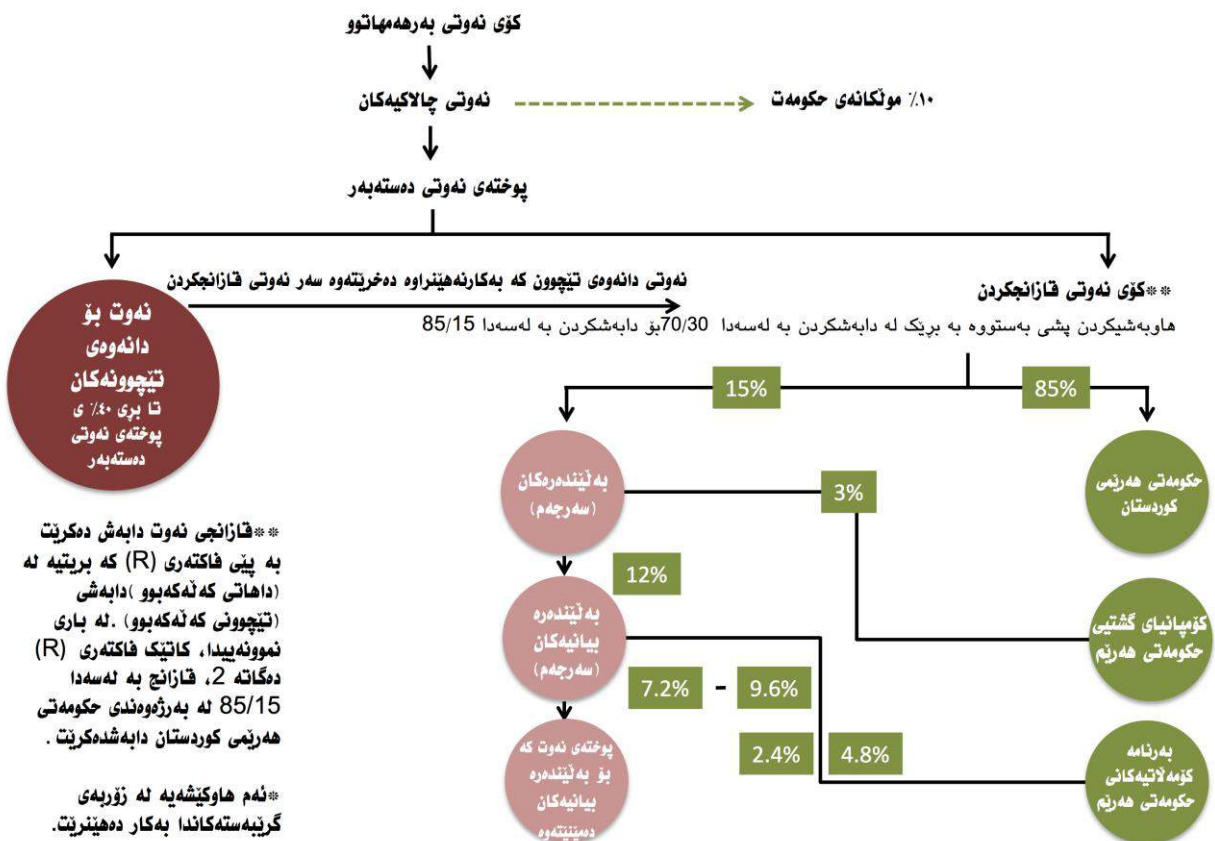 کۆی نەوتی بەرهەمهاتوو
نەوتی چالاکیەکان
١٠٪ موڵکانەی حکومەت
پوختەی نەوتی دەستەبەر
نەوتی دانەوەی تێچوون کە بەکارنەهێنراوە دەخرێتەوە سەر نەوتی قازانجکردن
**کۆی نەوتی قازانجکردن
هاوبەشیکردن پشی بەستووە بە بڕێک لە دابەشکردن بە لەسەدا 70/30بۆ دابەشکردن بە لەسەدا 85/15
نەوت بۆ
دانەوەی
تێچوونەکان
تا بڕی ٤٠٪ ی
پوختەی نەوتی
دەستەبەر
15%
85%
بەڵێندەرەکان
(سەرجەم)
3%
حکومەتی هەرێمی
کوردستان
12%
بەڵێندەرە
بیانیەکان
(سەرجەم)
کۆمپانیای گشتیی
حکومەتی هەرێم
7.2% - 9.6%
2.4%
4.8%
پوختەی نەوت کە
بۆ بەڵێندەرە
بیانیەکان
دەمێنێتەوە
بەرنامە
کۆمەڵاتیەکانی
حکومەتی هەرێم
**قازانجی نەوت دابەش دەکرێت
بە پێی فاکتەری (R) کە بریتیە لە
(داهاتی کەڵەکەبوو )دابەشی
(تێچوونی کەڵەکەبوو) .لە باری
نموونەییدا، کاتێک فاکتەری (R)
دەگاتە 2، قازانج بە لەسەدا
85/15 لە بەرژەوەندی حکومەتی
هەرێمی کوردستان دابەشدەکرێت .
*ئەم هاوکێشەیە لە زۆربەی
گرێبەستەکاندا بەکار دەهێنرێت.